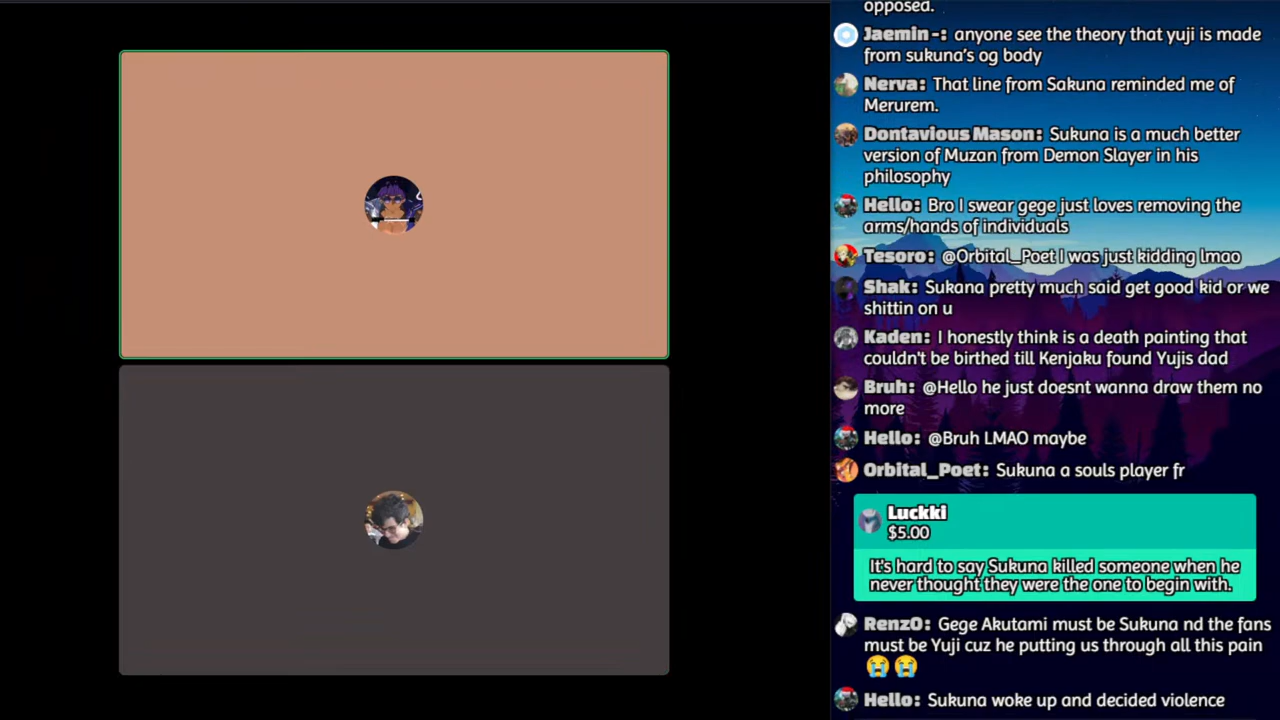 opposed.
Jaemin -: anyone see the theory that yuji is made
from sukuna's og body
Nerva: That line from Sakuna reminded me of
Merurem.
Dontavious Mason: Sukuna is a much better
version of Muzan from Demon Slayer in his
philosophy
Hello: Bro I swear gege just loves removing the
arms/hands of individuals
Tesoro: @Orbital_Poet I was just kidding lmao
Shak: Sukana pretty much said get good kid or we
shittin on u
Kaden: I honestly think is a death painting that
couldn't be birthed till Kenjaku found Yujis dad
Bruh: @Hello he just doesnt wanna draw them no
more
Hello: @Bruh LMAO maybe
Orbital_Poet: Sukuna a souls player fr
Luckki
$5.00
It's hard to say Sukuna killed someone when he
never thought they were the one to begin with.
RenzO: Gege Akutami must be Sukuna nd the fans
must be Yuji cuz he putting us through all this pain
😭😭
Hello: Sukuna woke up and decided violence